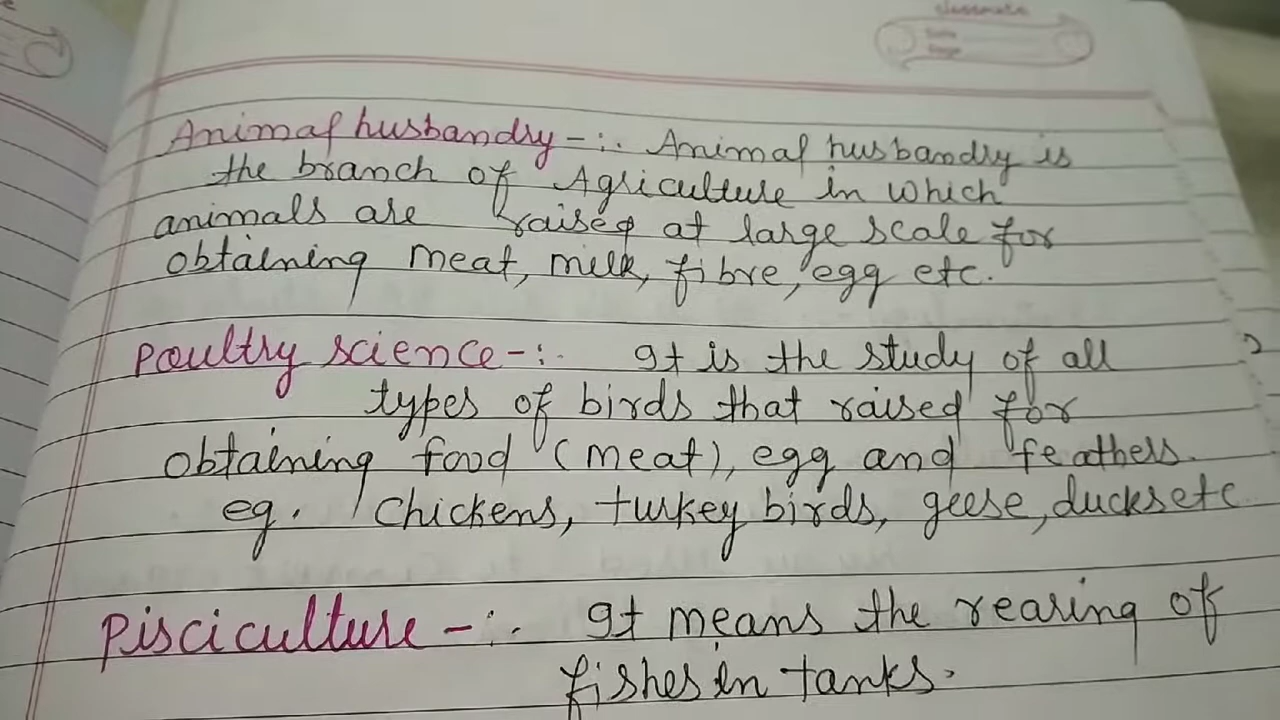 classmate
Date
Page
Animal husbandry -:. Animal husbandry is
the branch of Agriculture in which
animals are raised at large scale for
obtaining meat, milk, fibre, egg etc.
Poultry science -:. It is the study of all
types of birds that raised for
obtaining food (meat), egg and feathers.
eg. Chickens, turkey birds, geese, ducks etc
Pisciculture -:. It means the rearing of
fishes in tanks.